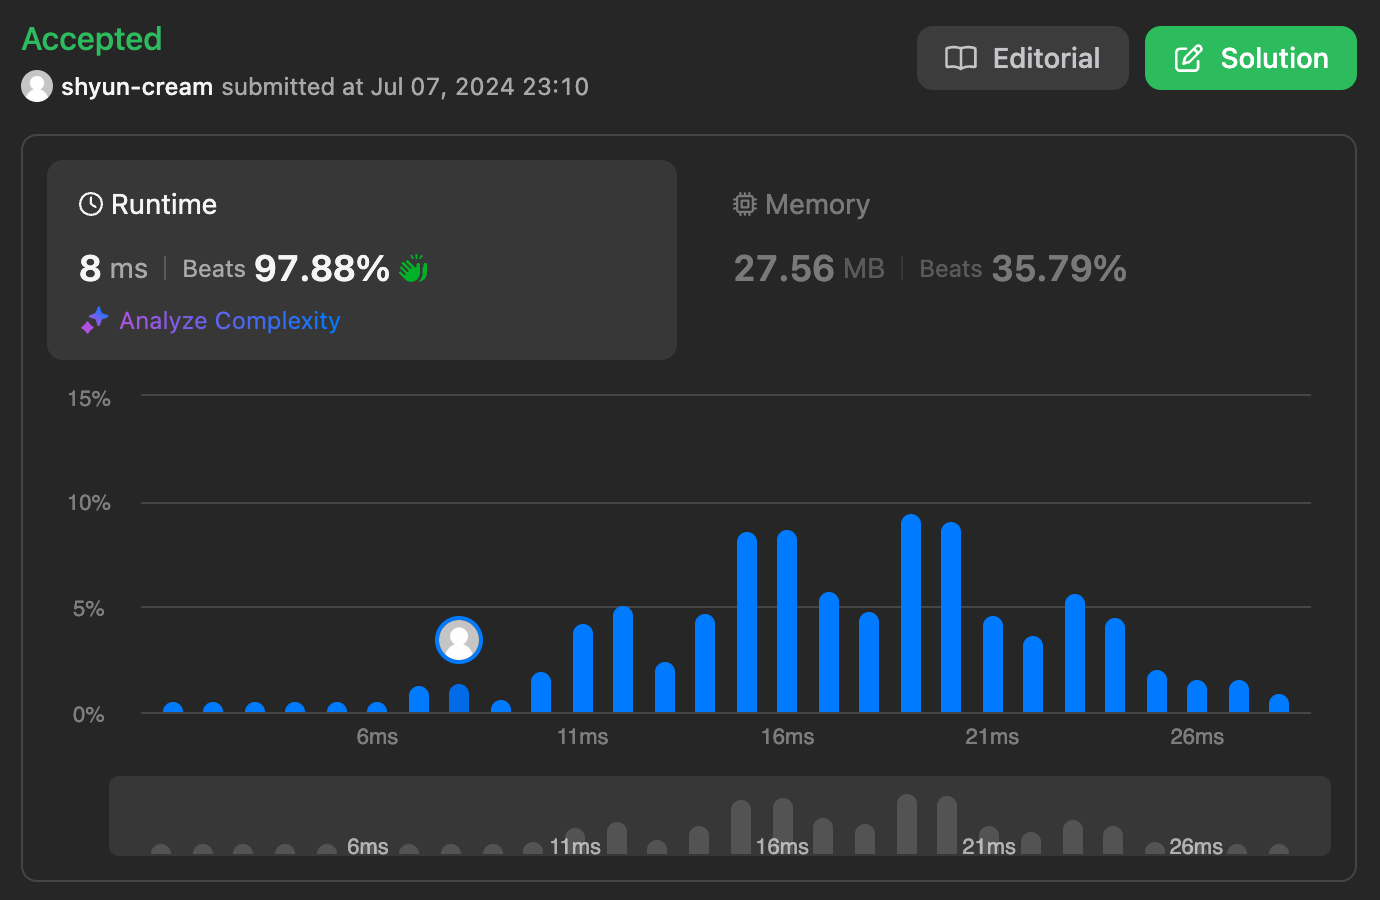 Accepted
shyun-cream submitted at Jul 07, 2024 23:10
Editorial
Solution
Runtime
8 ms | Beats 97.88%
Analyze Complexity
Memory
27.56 MB | Beats 35.79%
15%
10%
5%
0%
6ms 11ms 16ms 21ms 26ms
6ms 11ms 16ms 21ms 26ms